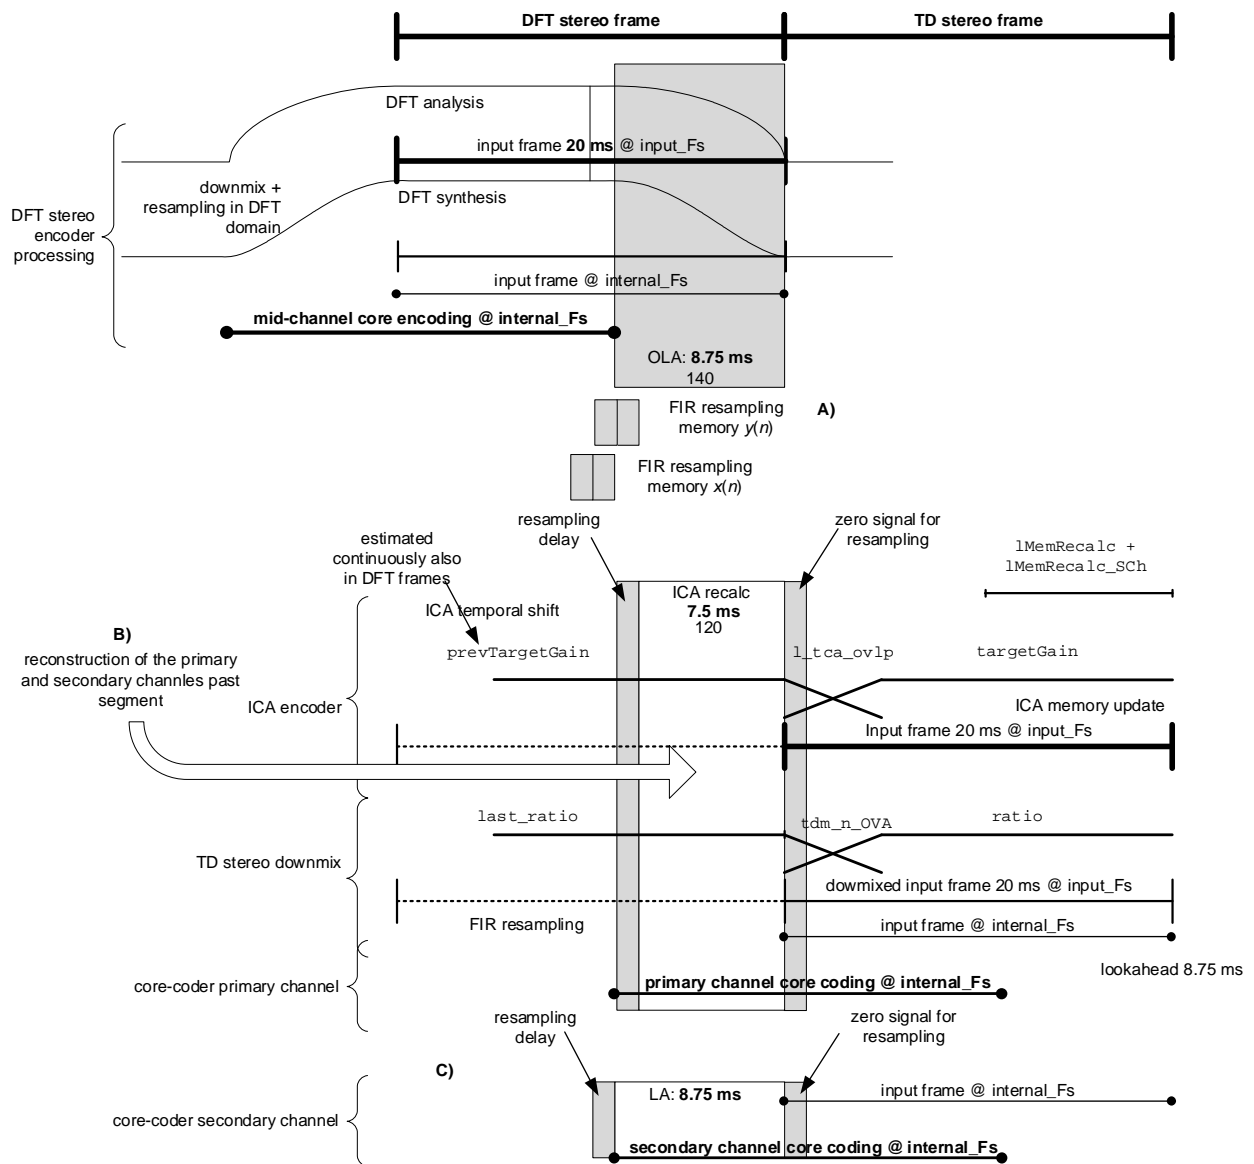 DFT stereo frame
TD stereo frame
DFT analysis
input frame 20 ms @ input_Fs
downmix +
resampling in DFT
domain
DFT synthesis
DFT stereo
encoder
processing
input frame @ internal_Fs
mid-channel core encoding @ internal_Fs
OLA: 8.75 ms
140
A)
FIR resampling
memory y(n)
FIR resampling
memory x(n)
resampling
delay
zero signal for
resampling
estimated
continuously also
in DFT frames
lMemRecalc +
lMemRecalc_SCh
ICA temporal shift
ICA recalc
7.5 ms
120
B)
reconstruction of the primary
and secondary channles past
segment
prevTargetGain
l_tca_ovlp
targetGain
ICA encoder
ICA memory update
Input frame 20 ms @ input_Fs
last_ratio
tdm_n_OVA
ratio
TD stereo downmix
dowmixed input frame 20 ms @ input_Fs
FIR resampling
input frame @ internal_Fs
lookahead 8.75 ms
core-coder primary channel
primary channel core coding @ internal_Fs
resampling
delay
zero signal for
resampling
C)
LA: 8.75 ms
input frame @ internal_Fs
core-coder secondary channel
secondary channel core coding @ internal_Fs